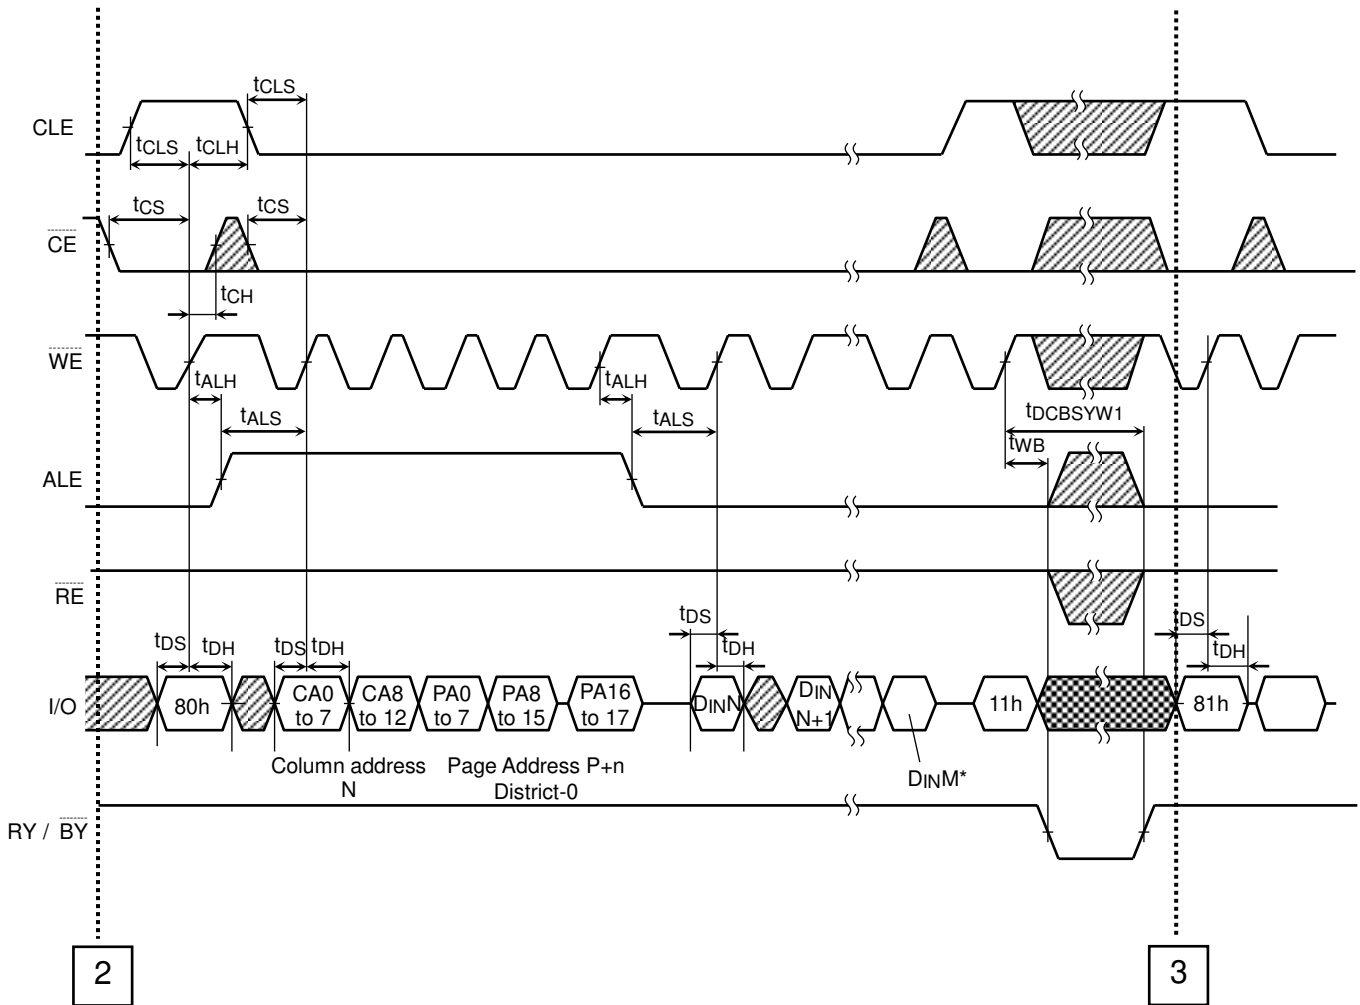 tCLS
CLE
tCLS tCLH
tCS tCS
CE
tCH
WE
tALH tALH
tALS tALS tDCBSYW1
tWB
ALE
RE
tDS tDH tDS tDH tDS tDH tDS tDH
I/O 80h CA0 to 7 CA8 to 12 PA0 to 7 PA8 to 15 PA16 to 17 DINN DIN N+1 11h 81h
Column address N
Page Address P+n
District-0
DINM*
RY / BY
2 3